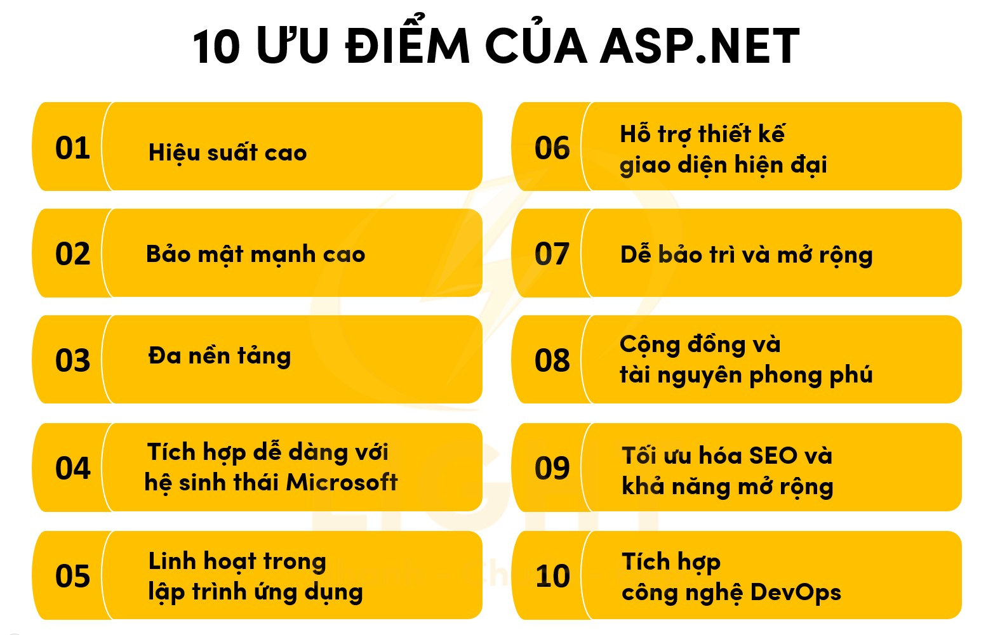 10 ƯU ĐIỂM CỦA ASP.NET
01
Hiệu suất cao
02
Bảo mật mạnh cao
03
Đa nền tảng
04
Tích hợp dễ dàng với
hệ sinh thái Microsoft
05
Linh hoạt trong
lập trình ứng dụng
06
Hỗ trợ thiết kế
giao diện hiện đại
07
Dễ bảo trì và mở rộng
08
Cộng đồng và
tài nguyên phong phú
09
Tối ưu hóa SEO và
khả năng mở rộng
10
Tích hợp
công nghệ DevOps
LIGHT